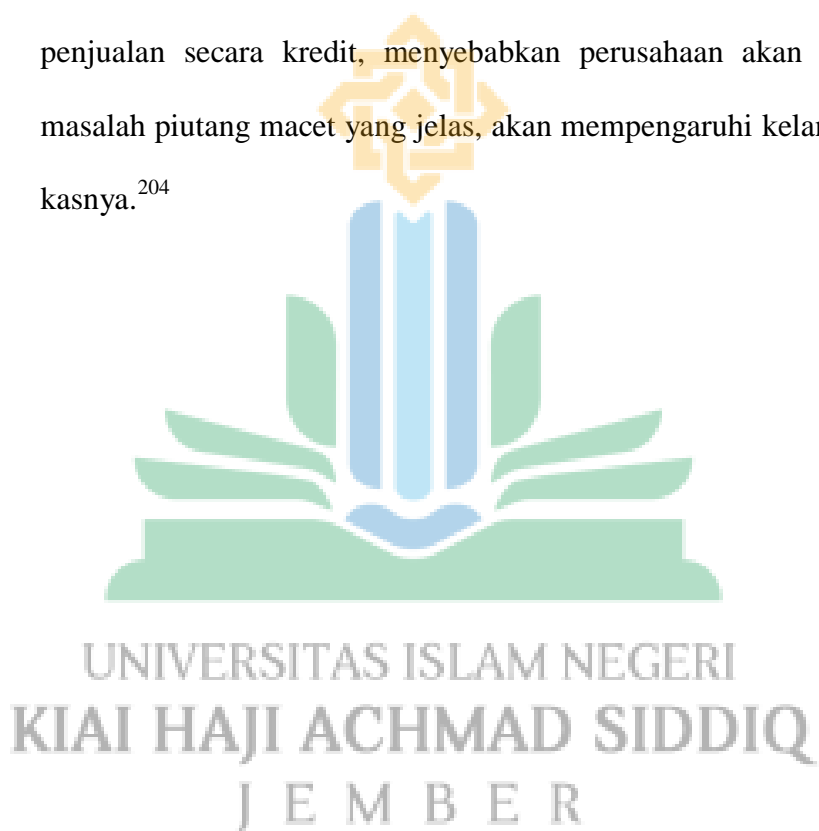 penjualan secara kredit, menyebabkan perusahaan akan
masalah piutang macet yang jelas, akan mempengaruhi
kasnya.²⁰⁴
UNIVERSITAS ISLAM NEGERI
KIAI HAJI ACHMAD SIDDIQ
JEMBER